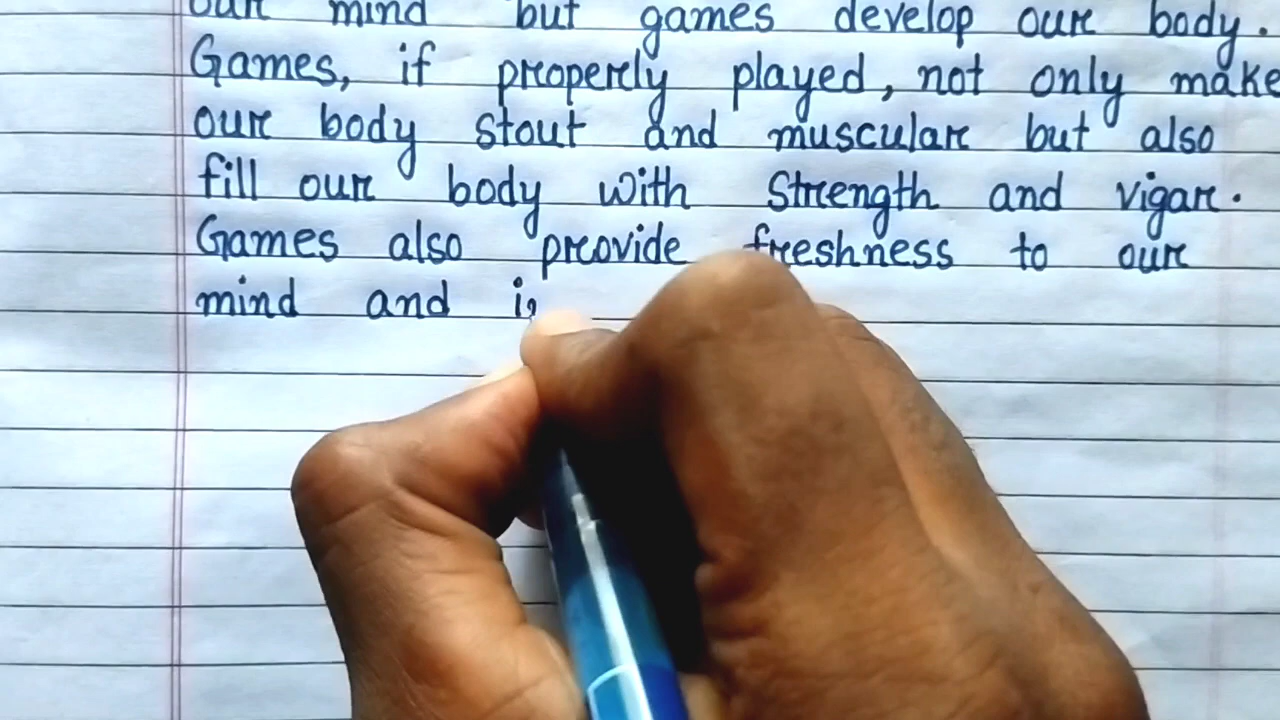 our mind but games develop our body.
Games, if properly played, not only make
our body stout and muscular but also
fill our body with Strength and vigar.
Games also provide freshness to our
mind and